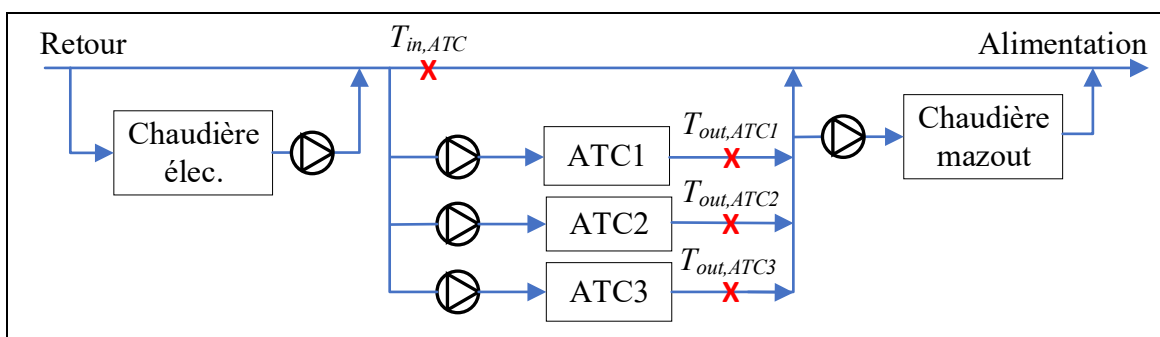 Retour
T_in,ATC
Alimentation
Chaudière
élec.
T_out,ATC1
ATC1
Chaudière
mazout
T_out,ATC2
ATC2
T_out,ATC3
ATC3